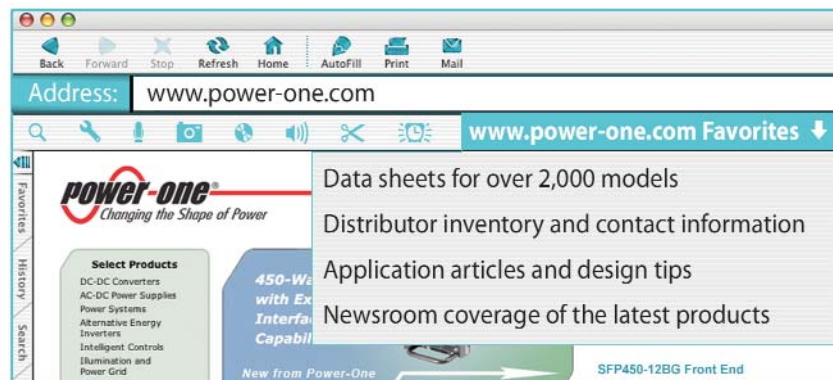 Back Forward Stop Refresh Home AutoFill Print Mail
Address: www.power-one.com
www.power-one.com Favorites
Favorites
History
Search
power-one®
Changing the Shape of Power
Data sheets for over 2,000 models
Distributor inventory and contact information
Application articles and design tips
Newsroom coverage of the latest products
Select Products
DC-DC Converters
AC-DC Power Supplies
Power Systems
Alternative Energy
Inverters
Intelligent Controls
Illumination and
Power Grid
450-Wa
with Ex
Interfa
Capabil
New from Power-One
SFP450-12BG Front End